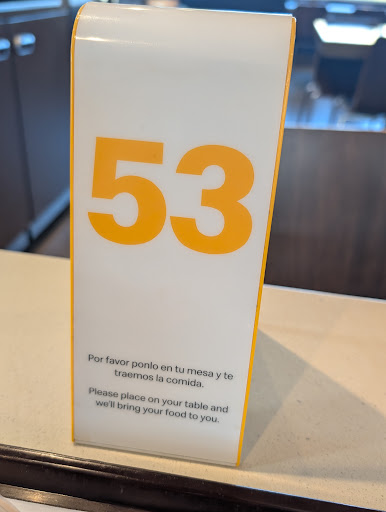 53
Por favor ponlo en tu mesa y te
traemos la comida.
Please place on your table and
we'll bring your food to you.